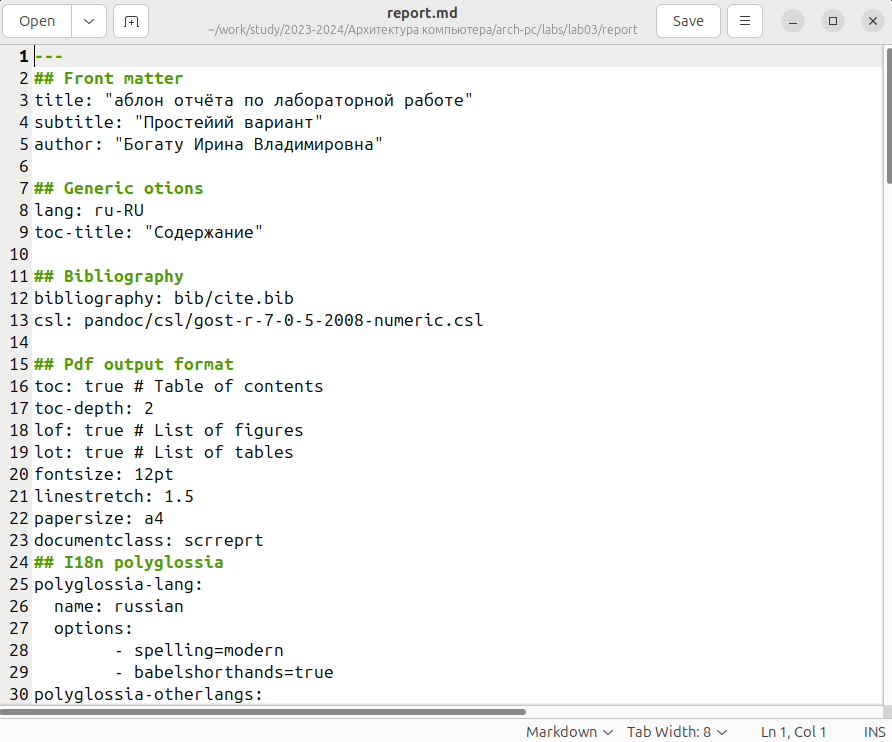 Open
report.md
~/work/study/2023-2024/Архитектура компьютера/arch-pc/labs/lab03/report
Save
1 ---
2 ## Front matter
3 title: "аблон отчёта по лабораторной работе"
4 subtitle: "Простейий вариант"
5 author: "Богату Ирина Владимировна"
6
7 ## Generic otions
8 lang: ru-RU
9 toc-title: "Содержание"
10
11 ## Bibliography
12 bibliography: bib/cite.bib
13 csl: pandoc/csl/gost-r-7-0-5-2008-numeric.csl
14
15 ## Pdf output format
16 toc: true # Table of contents
17 toc-depth: 2
18 lof: true # List of figures
19 lot: true # List of tables
20 fontsize: 12pt
21 linestretch: 1.5
22 papersize: a4
23 documentclass: scrreprt
24 ## I18n polyglossia
25 polyglossia-lang:
26   name: russian
27   options:
28         - spelling=modern
29         - babelshorthands=true
30 polyglossia-otherlangs:
Markdown Tab Width: 8 Ln 1, Col 1 INS